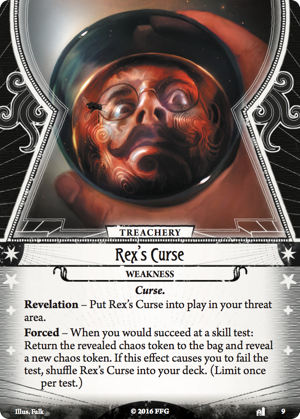 TREACHERY
Rex's Curse
WEAKNESS
Curse.
Revelation – Put Rex's Curse into play in your threat
area.
Forced – When you would succeed at a skill test:
Return the revealed chaos token to the bag and reveal
a new chaos token. If this effect causes you to fail the
test, shuffle Rex's Curse into your deck. (Limit once
per test.)
Illus. Falk
© 2016 FFG
9